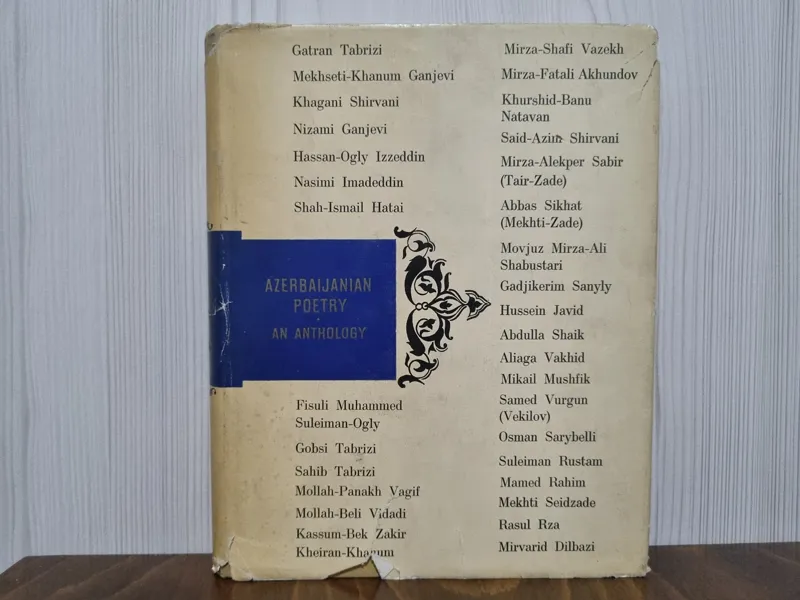 Gatran Tabrizi
Mekhseti-Khanum Ganjevi
Khagani Shirvani
Nizami Ganjevi
Hassan-Ogly Izzeddin
Nasimi Imadeddin
Shah-Ismail Hatai
AZERBAIJANIAN
POETRY
AN ANTHOLOGY
Fisuli Muhammed
Suleiman-Ogly
Gobsi Tabrizi
Sahib Tabrizi
Mollah-Panakh Vagif
Mollah-Beli Vidadi
Kassum-Bek Zakir
Kheiran-Khanum
Mirza-Shafi Vazekh
Mirza-Fatali Akhundov
Khurshid-Banu
Natavan
Said-Azim Shirvani
Mirza-Alekper Sabir
(Tair-Zade)
Abbas Sikhat
(Mekhti-Zade)
Movjuz Mirza-Ali
Shabustari
Gadjikerim Sanyly
Hussein Javid
Abdulla Shaik
Aliaga Vakhid
Mikail Mushfik
Samed Vurgun
(Vekilov)
Osman Sarybelli
Suleiman Rustam
Mamed Rahim
Mekhti Seidzade
Rasul Rza
Mirvarid Dilbazi